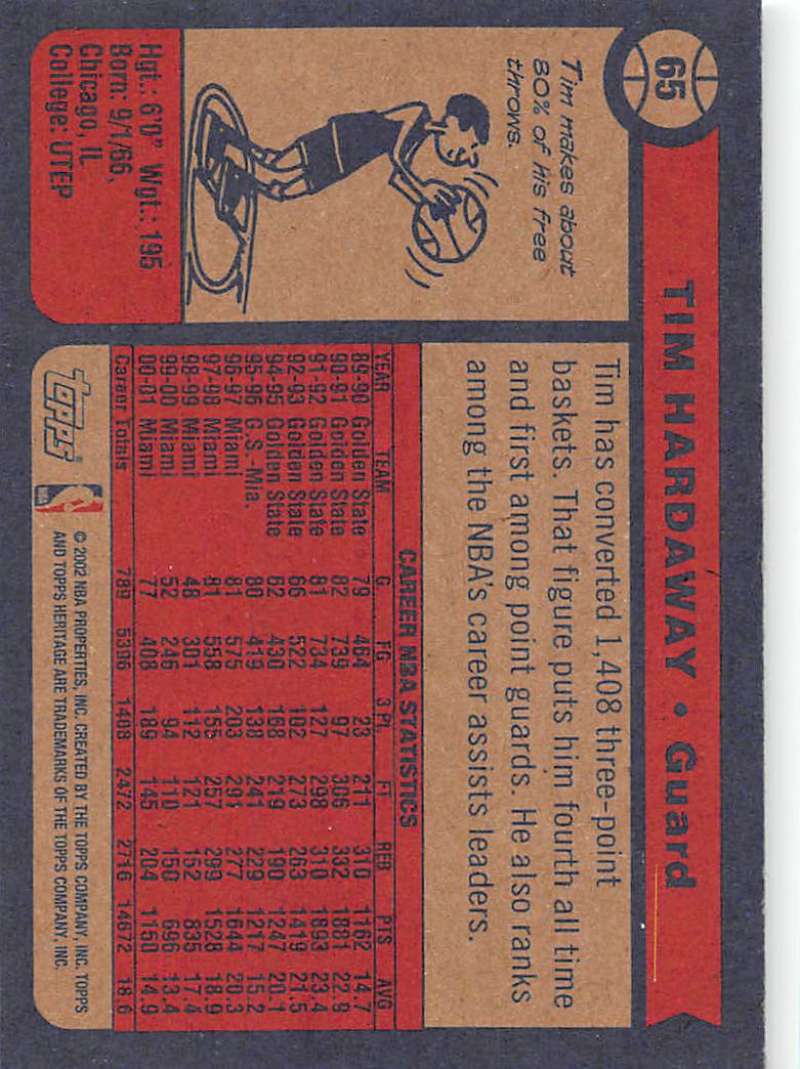 65
TIM HARDAWAY • Guard
Tim makes about
80% of his free
throws.
Hgt.: 6'0" Wgt.: 195
Born: 9/1/66,
Chicago, IL
College: UTEP
Tim has converted 1,408 three-point
baskets. That figure puts him fourth all time
and first among point guards. He also ranks
among the NBA's career assists leaders.
CAREER NBA STATISTICS
YEAR TEAM G FG 3 Pt. FT REB PTS AVG
89-90 Golden State 79 464 23 211 310 1162 14.7
90-91 Golden State 82 739 97 306 332 1881 22.9
91-92 Golden State 81 734 127 298 310 1893 23.4
92-93 Golden State 66 522 102 273 263 1419 21.5
94-95 Golden State 62 430 168 219 190 1247 20.1
95-96 G.S.-Mia. 80 419 138 241 229 1217 15.2
96-97 Miami 81 575 203 291 277 1644 20.3
97-98 Miami 81 558 155 257 299 1528 18.9
98-99 Miami 48 301 112 121 152 835 17.4
99-00 Miami 52 246 94 110 150 696 13.4
00-01 Miami 77 408 189 145 204 1150 14.9
Career Totals 789 5396 1408 2472 2716 14672 18.6
topps
NBA
© 2002 NBA PROPERTIES, INC. CREATED BY THE TOPPS COMPANY, INC. TOPPS
AND TOPPS HERITAGE ARE TRADEMARKS OF THE TOPPS COMPANY, INC.